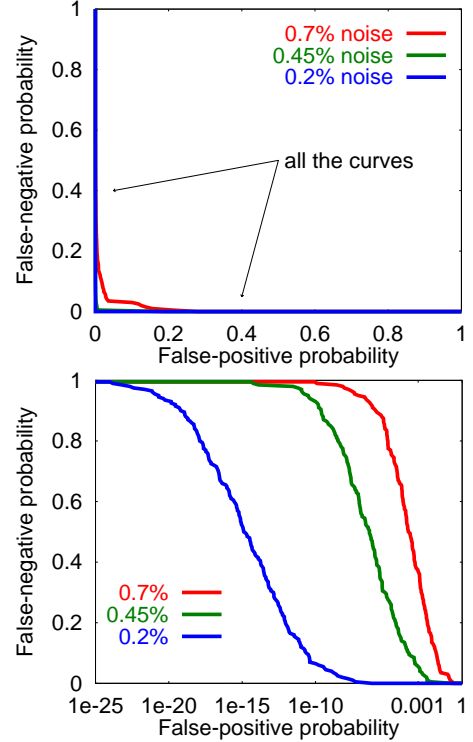 1
0.7% noise
0.45% noise
0.8
0.2% noise
0.6
all the curves
0.4
0.2
0
0 0.2 0.4 0.6 0.8 1
False-negative probability
False-positive probability
1
0.8
0.6
0.4
0.7%
0.45%
0.2
0.2%
0
1e-25 1e-20 1e-15 1e-10 0.001 1
False-negative probability
False-positive probability